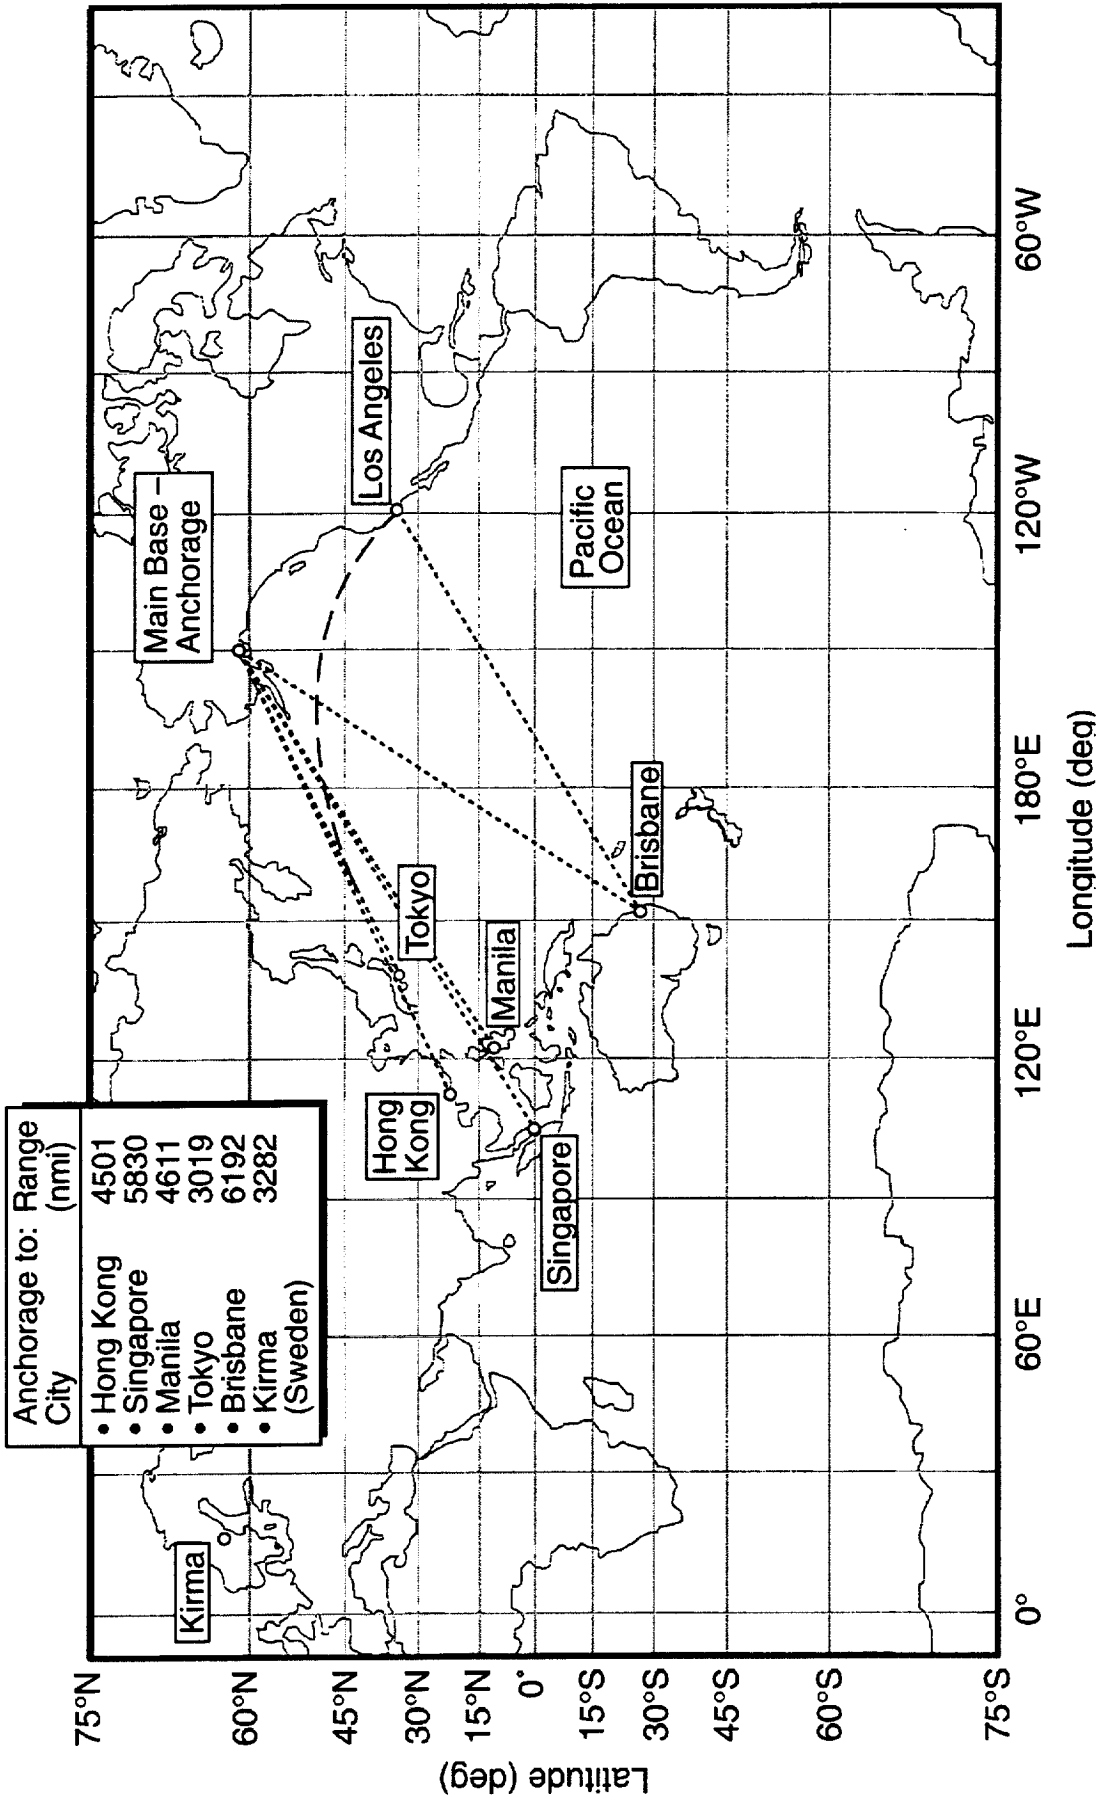 Anchorage to: Range
City (nmi)
• Hong Kong 4501
• Singapore 5830
• Manila 4611
• Tokyo 3019
• Brisbane 6192
• Kirma 3282
(Sweden)
Main Base –
Anchorage
Los Angeles
Kirma
Tokyo
Hong
Kong
Manila
Singapore
Brisbane
Pacific
Ocean
75°N
60°N
45°N
30°N
15°N
0°
15°S
30°S
45°S
60°S
75°S
Latitude (deg)
0°
60°E
120°E
180°E
120°W
60°W
Longitude (deg)